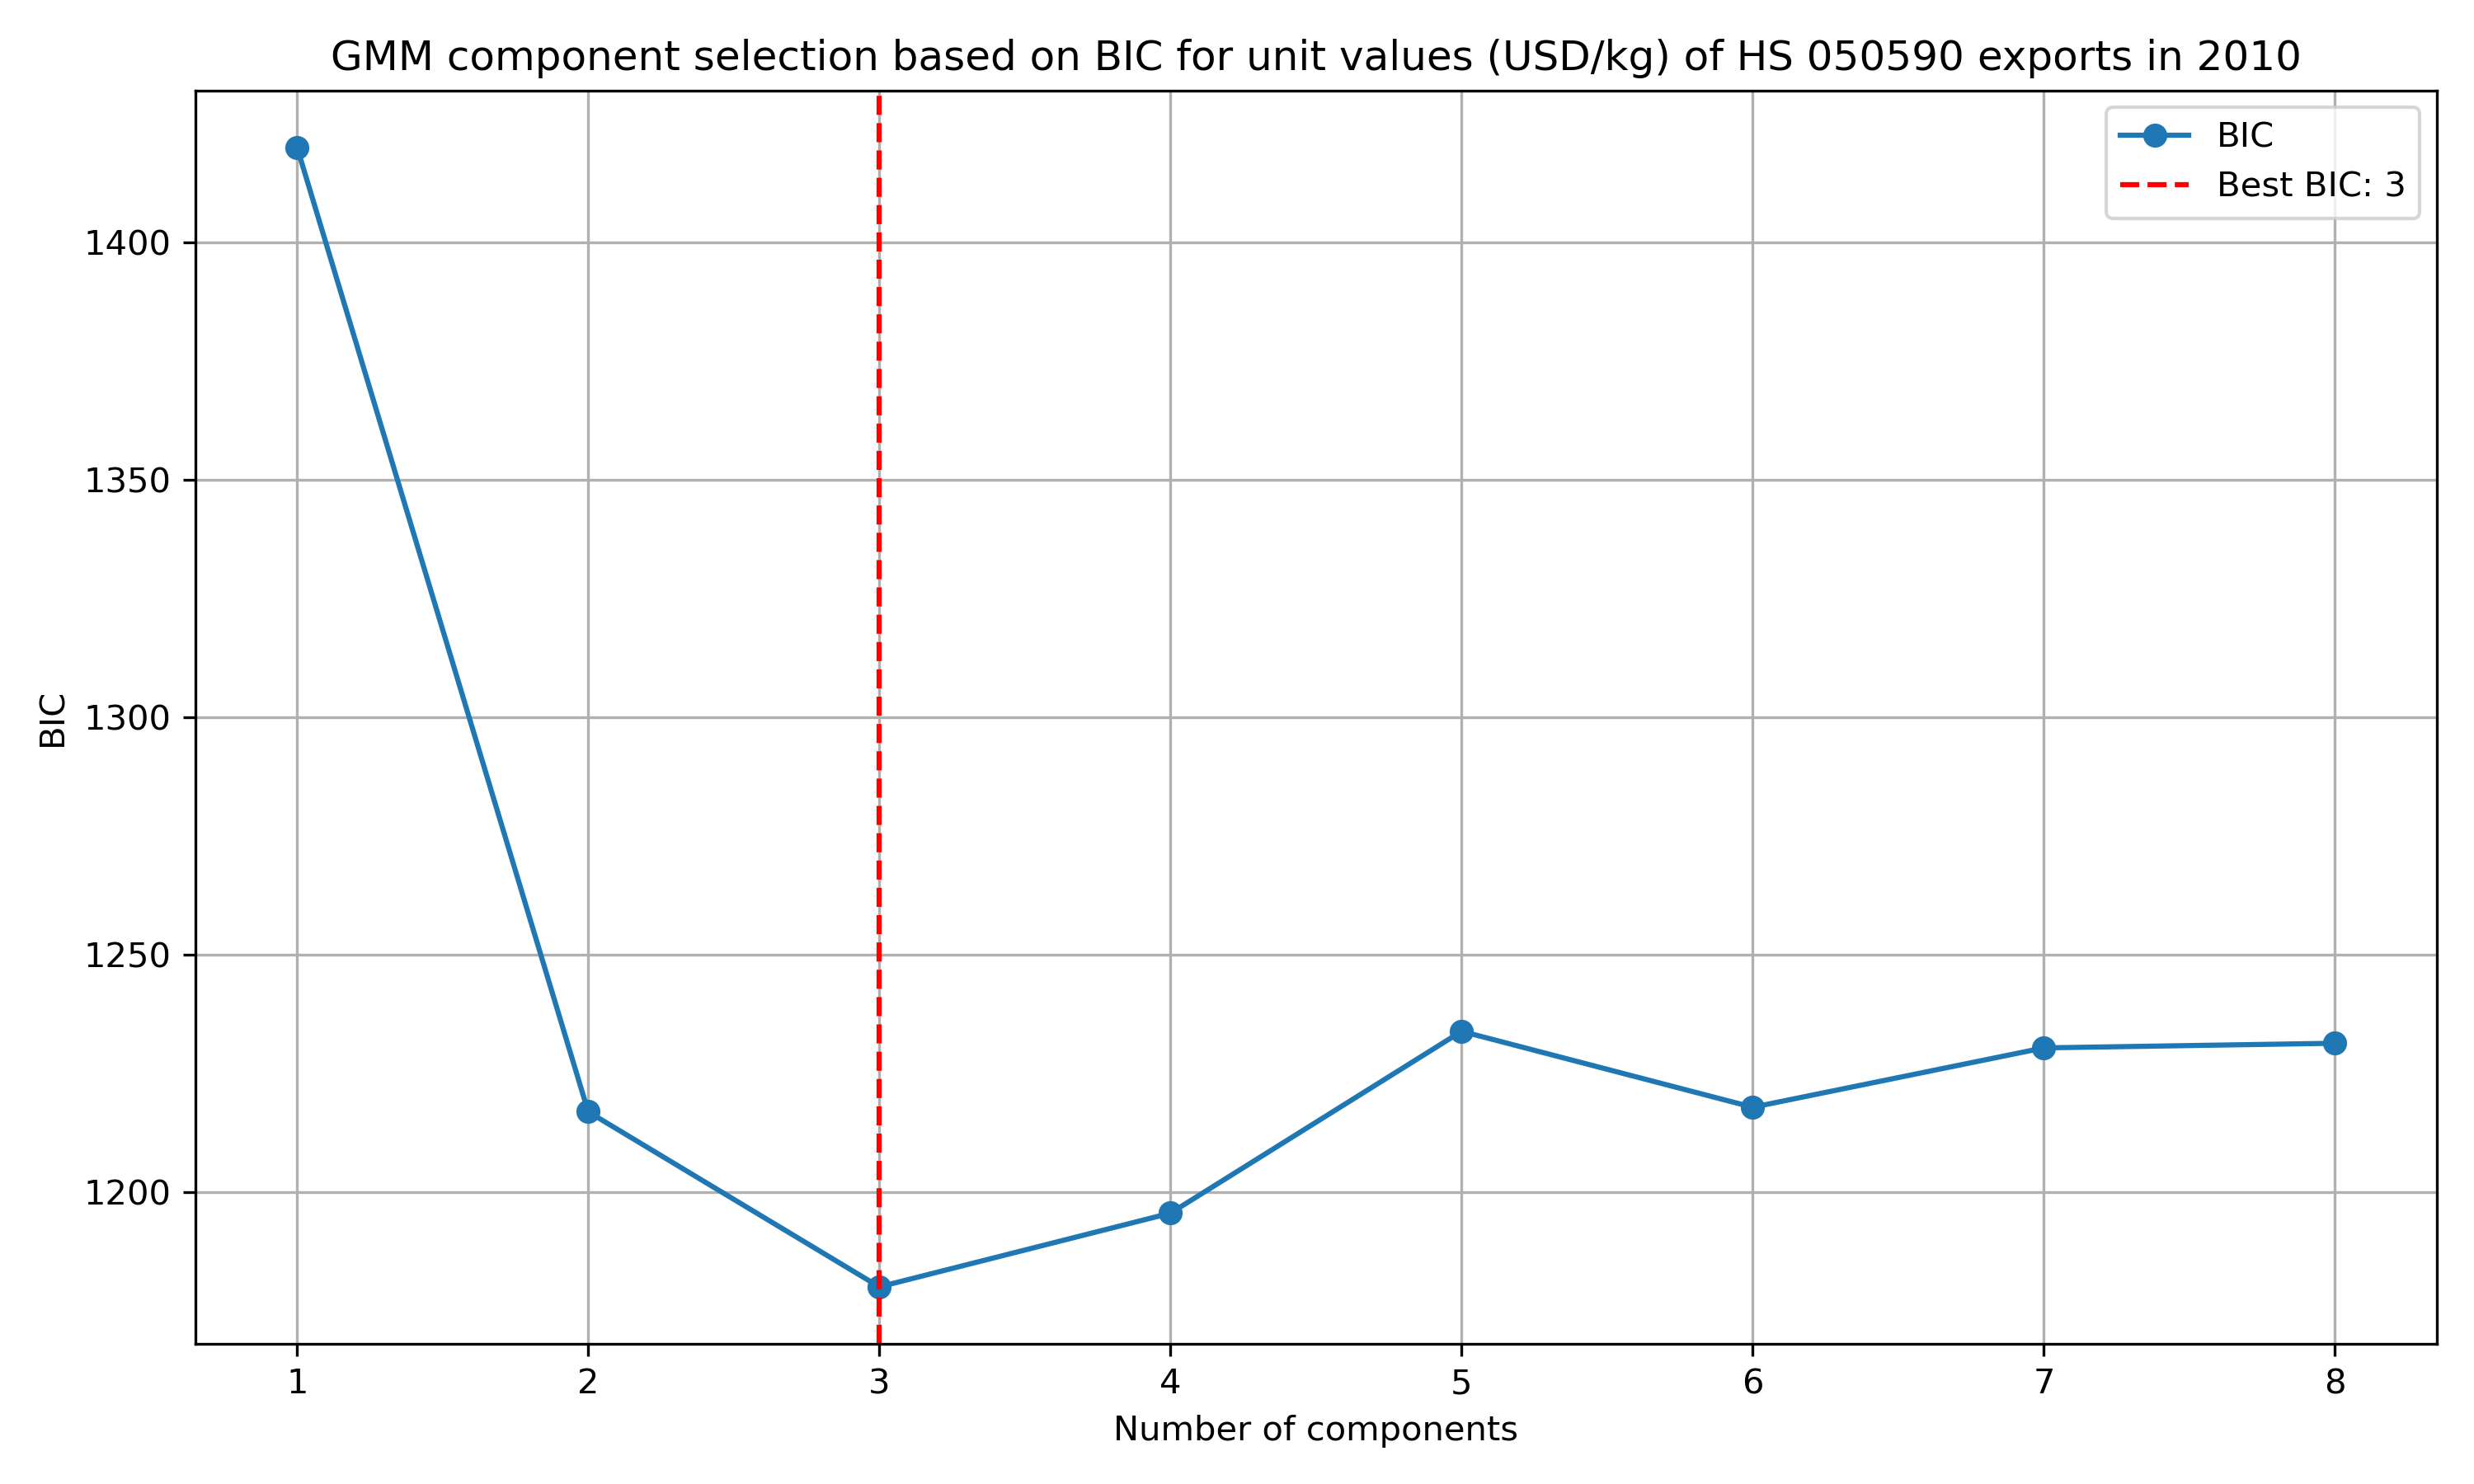 GMM component selection based on BIC for unit values (USD/kg) of HS 050590 exports in 2010
BIC
Best BIC: 3
1400
1350
1300
1250
1200
BIC
1 2 3 4 5 6 7 8
Number of components